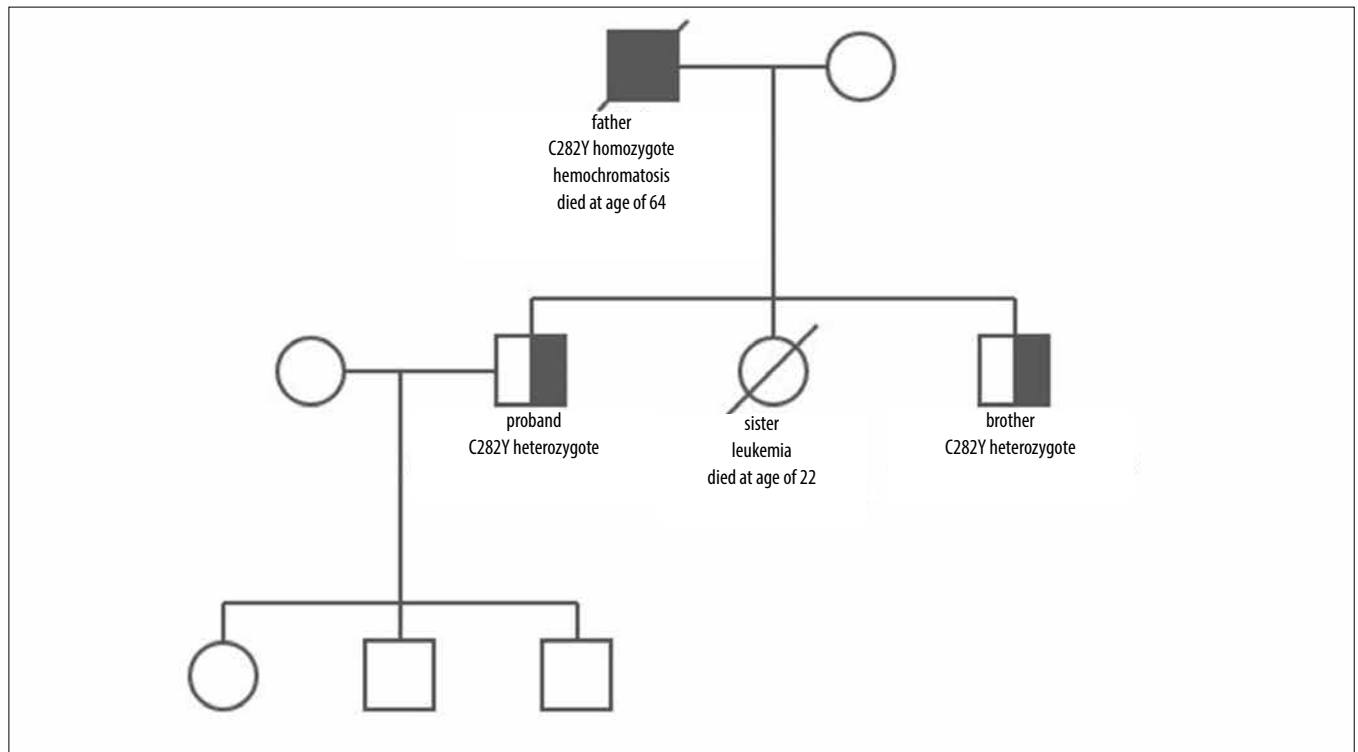 father
C282Y homozygote
hemochromatosis
died at age of 64
proband
C282Y heterozygote
sister
leukemia
died at age of 22
brother
C282Y heterozygote